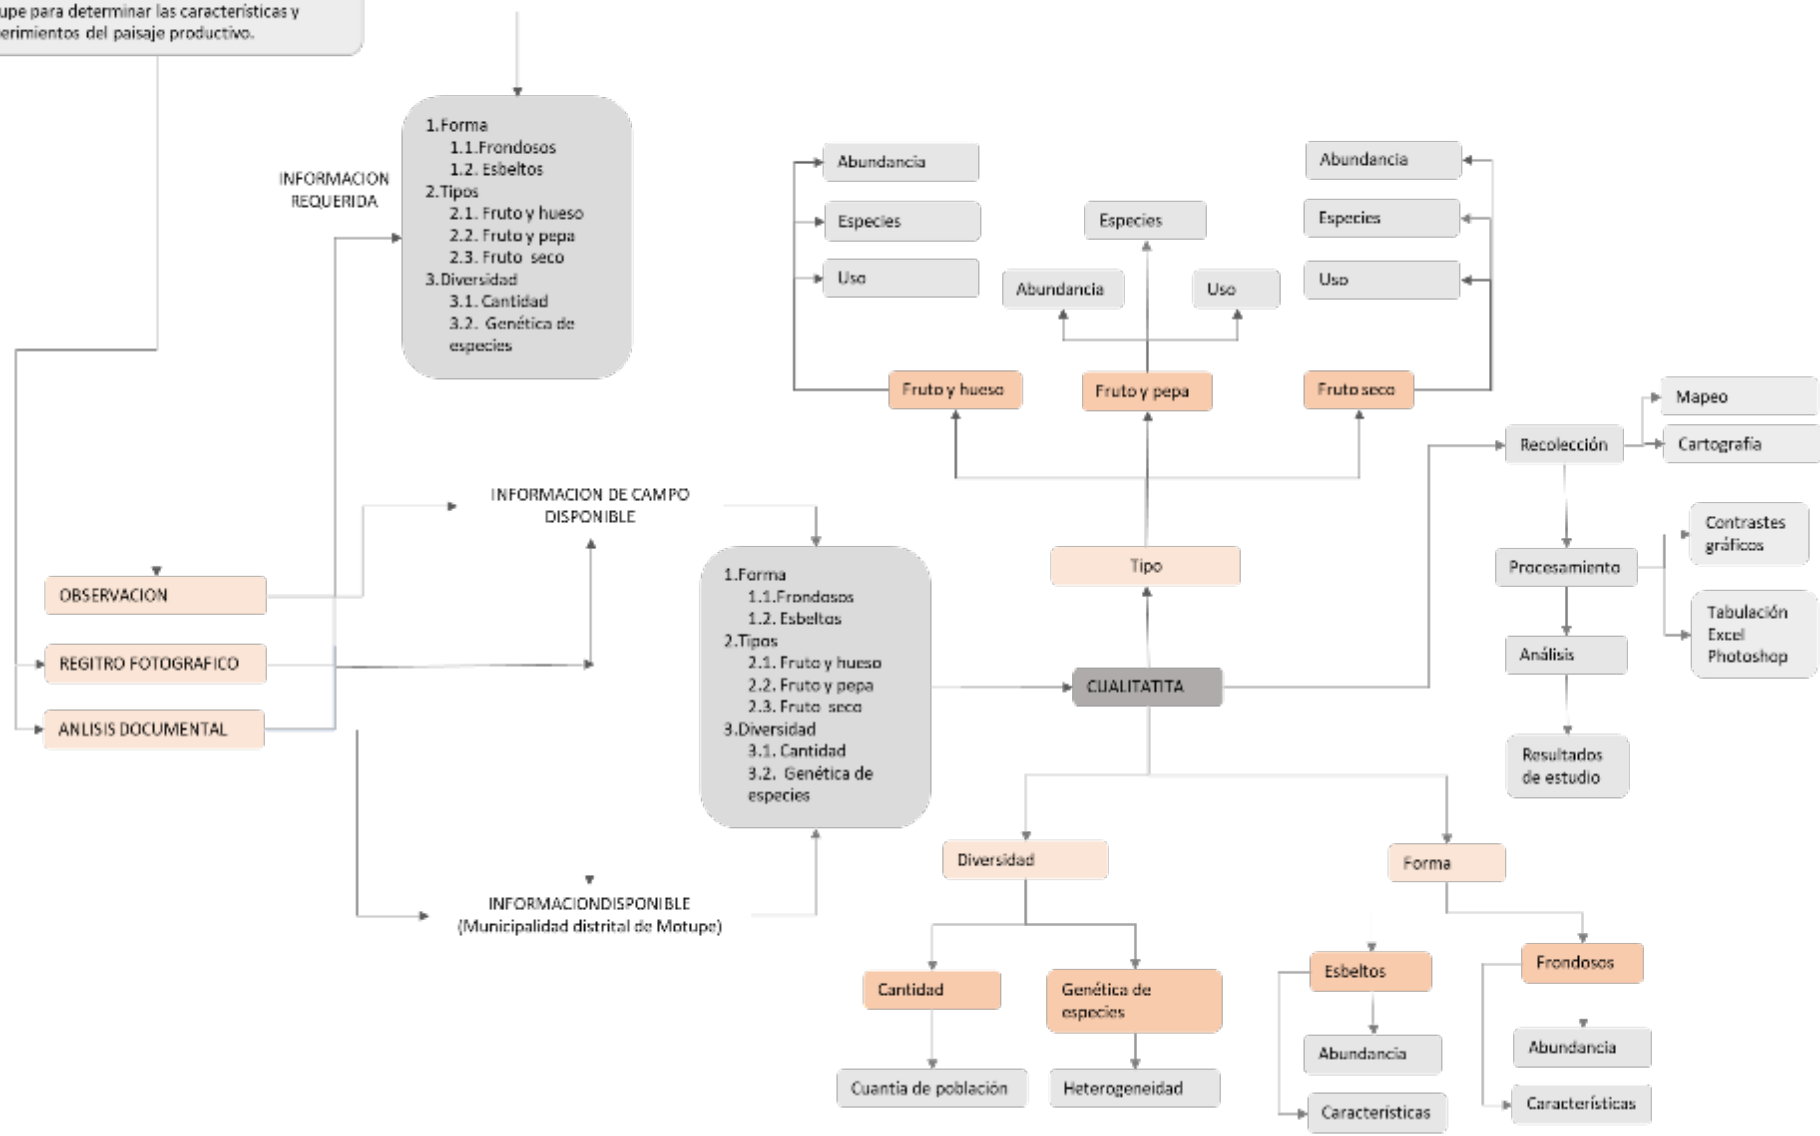 para determinar las características y
del paisaje productivo.
INFORMACION
REQUERIDA
1.Forma
1.1.Frondosos
1.2. Esbeltos
2.Tipos
2.1. Fruto y hueso
2.2. Fruto y pepa
2.3. Fruto seco
3.Diversidad
3.1. Cantidad
3.2. Genética de
especies
Abundancia
Especies
Uso
Especies
Abundancia
Uso
Abundancia
Especies
Uso
Fruto y hueso
Fruto y pepa
Fruto seco
Tipo
Recolección
Mapeo
Cartografía
Procesamiento
Contrastes
gráficos
Tabulación
Excel
Photoshop
Análisis
Resultados
de estudio
INFORMACION DE CAMPO
DISPONIBLE
OBSERVACION
REGITRO FOTOGRAFICO
ANLISIS DOCUMENTAL
1.Forma
1.1.Frondosos
1.2. Esbeltos
2.Tipos
2.1. Fruto y hueso
2.2. Fruto y pepa
2.3. Fruto seco
3.Diversidad
3.1. Cantidad
3.2. Genética de
especies
CUALITATITA
INFORMACIONDISPONIBLE
(Municipalidad distrital de Motupe)
Diversidad
Forma
Cantidad
Genética de
especies
Cuantía de población
Heterogeneidad
Esbeltos
Abundancia
Características
Frondosos
Abundancia
Características